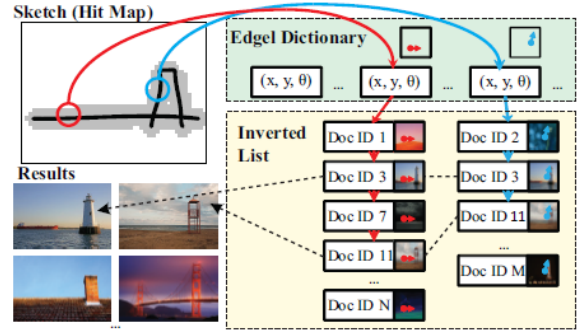 Sketch (Hit Map)
Edgel Dictionary
(x, y, θ) ... (x, y, θ) ... (x, y, θ) ...
Inverted
List
Doc ID 1
Doc ID 3
Doc ID 7
Doc ID 11
...
Doc ID N
Doc ID 2
Doc ID 3
Doc ID 11
...
Doc ID M
Results
...